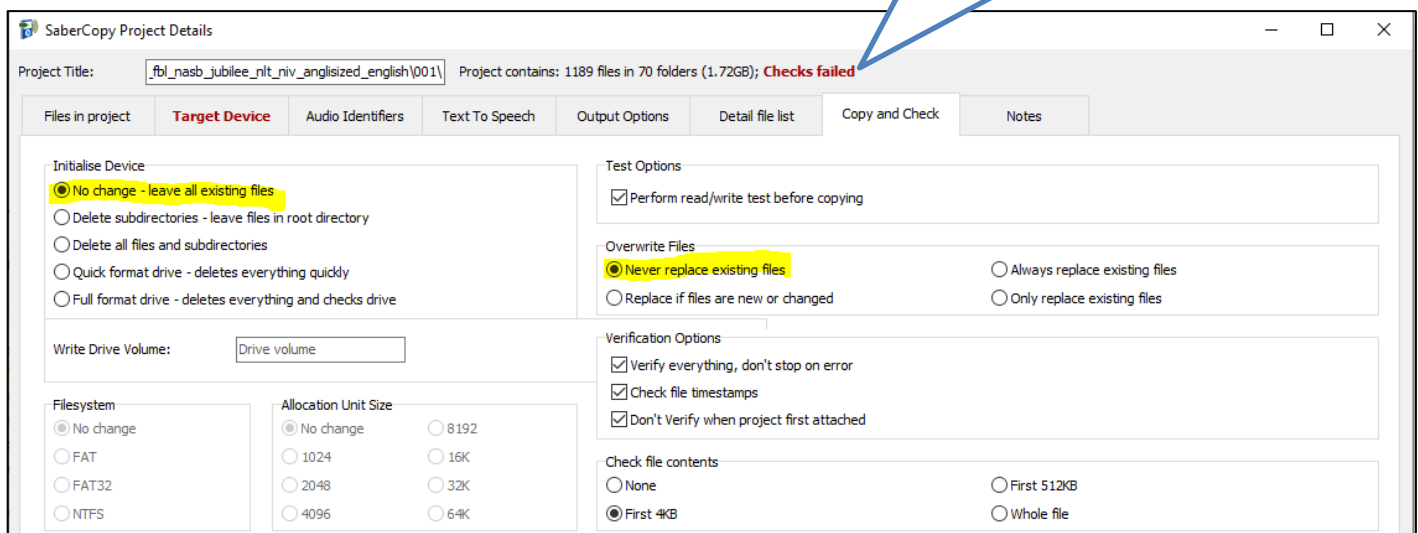 SaberCopy Project Details
Project Title: _fbl_nasb_jubilee_nlt_niv_anglisized_english\001\ Project contains: 1189 files in 70 folders (1.72GB); Checks failed
Files in project Target Device Audio Identifiers Text To Speech Output Options Detail file list Copy and Check Notes
Initialise Device
No change - leave all existing files
Delete subdirectories - leave files in root directory
Delete all files and subdirectories
Quick format drive - deletes everything quickly
Full format drive - deletes everything and checks drive
Write Drive Volume: Drive volume
Filesystem
No change
FAT
FAT32
NTFS
Allocation Unit Size
No change 8192
1024 16K
2048 32K
4096 64K
Test Options
Perform read/write test before copying
Overwrite Files
Never replace existing files Always replace existing files
Replace if files are new or changed Only replace existing files
Verification Options
Verify everything, don't stop on error
Check file timestamps
Don't Verify when project first attached
Check file contents
None First 512KB
First 4KB Whole file